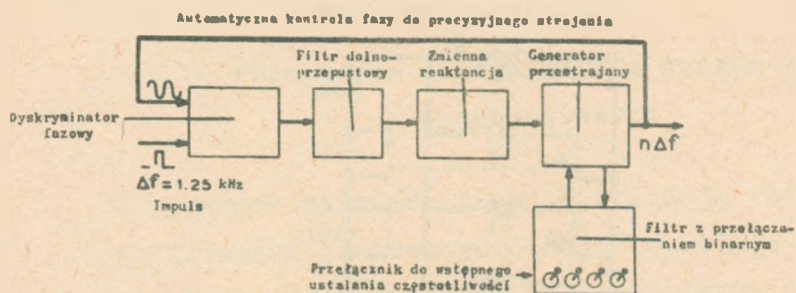 Automatyczna kontrola fazy do precyzyjnego strojenia
Filtr dolno-
przepustowy
Zmienna
reaktancja
Generator
przestrajany
Dyskryminator
fazowy
nΔf
Δf = 1.25 kHz
Impuls
Filtr z przełącza-
niem binarnym
Przełącznik do wstępnego
ustalania częstotliwości